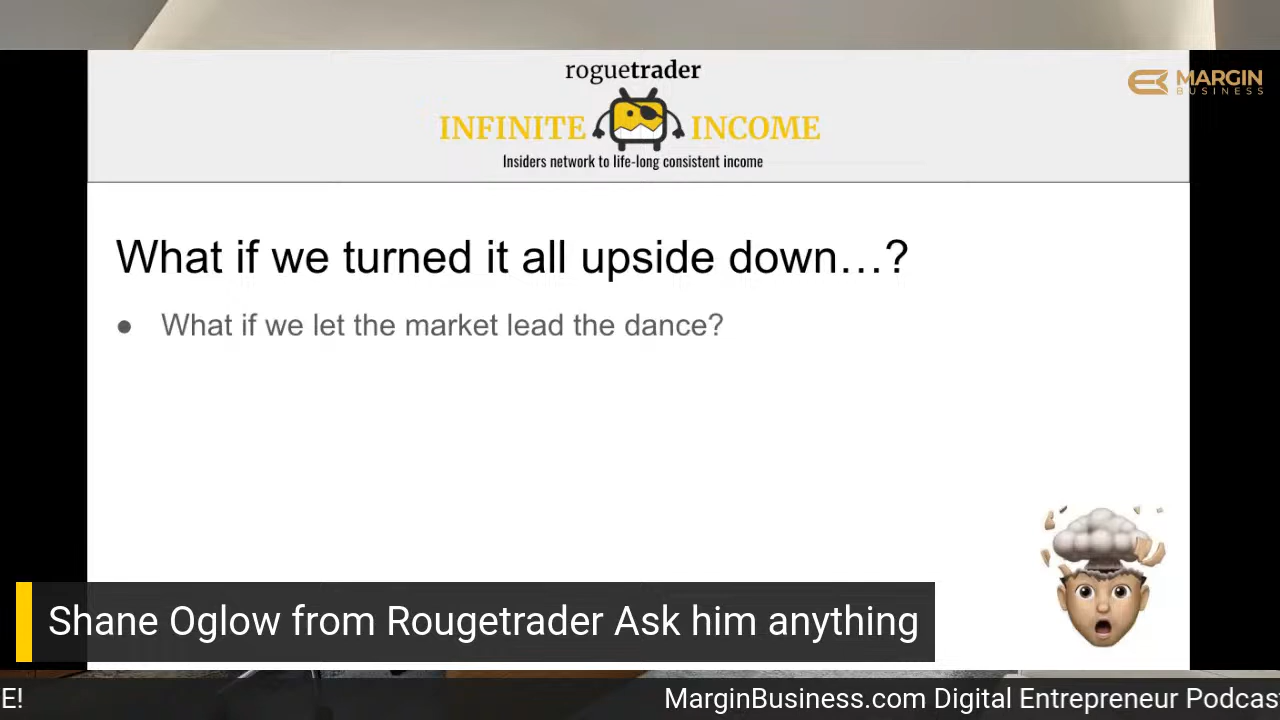 roguetrader
MARGIN
BUSINESS
INFINITE INCOME
Insiders network to life-long consistent income
What if we turned it all upside down…?
● What if we let the market lead the dance?
Shane Oglow from Rougetrader Ask him anything
E! MarginBusiness.com Digital Entrepreneur Podcas